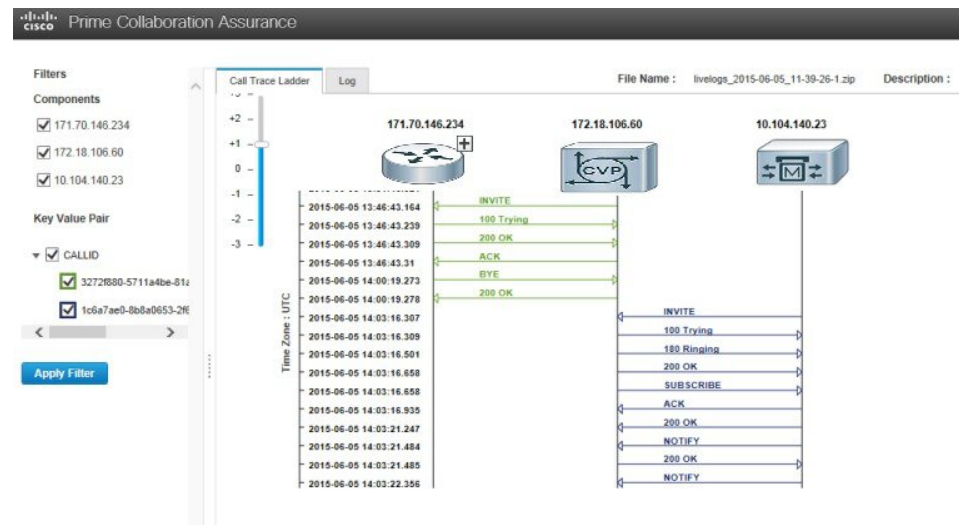 cisco Prime Collaboration Assurance
Filters
Components
171.70.146.234
172.18.106.60
10.104.140.23
Key Value Pair
CALLID
3272f880-5711a4be-81a
1c6a7ae0-8b8a0653-2f6
Apply Filter
Call Trace Ladder Log File Name : livelogs_2015-06-05_11-39-26-1.zip Description :
+2
+1
0
-1
-2
-3
171.70.146.234 172.18.106.60 10.104.140.23
CVP M
Time Zone : UTC
2015-06-05 13:46:43.164 INVITE
2015-06-05 13:46:43.239 100 Trying
2015-06-05 13:46:43.309 200 OK
2015-06-05 13:46:43.31 ACK
2015-06-05 14:00:19.273 BYE
2015-06-05 14:00:19.278 200 OK
2015-06-05 14:03:16.307 INVITE
2015-06-05 14:03:16.309 100 Trying
2015-06-05 14:03:16.501 180 Ringing
2015-06-05 14:03:16.658 200 OK
2015-06-05 14:03:16.658 SUBSCRIBE
2015-06-05 14:03:16.935 ACK
2015-06-05 14:03:21.247 200 OK
2015-06-05 14:03:21.484 NOTIFY
2015-06-05 14:03:21.485 200 OK
2015-06-05 14:03:22.356 NOTIFY